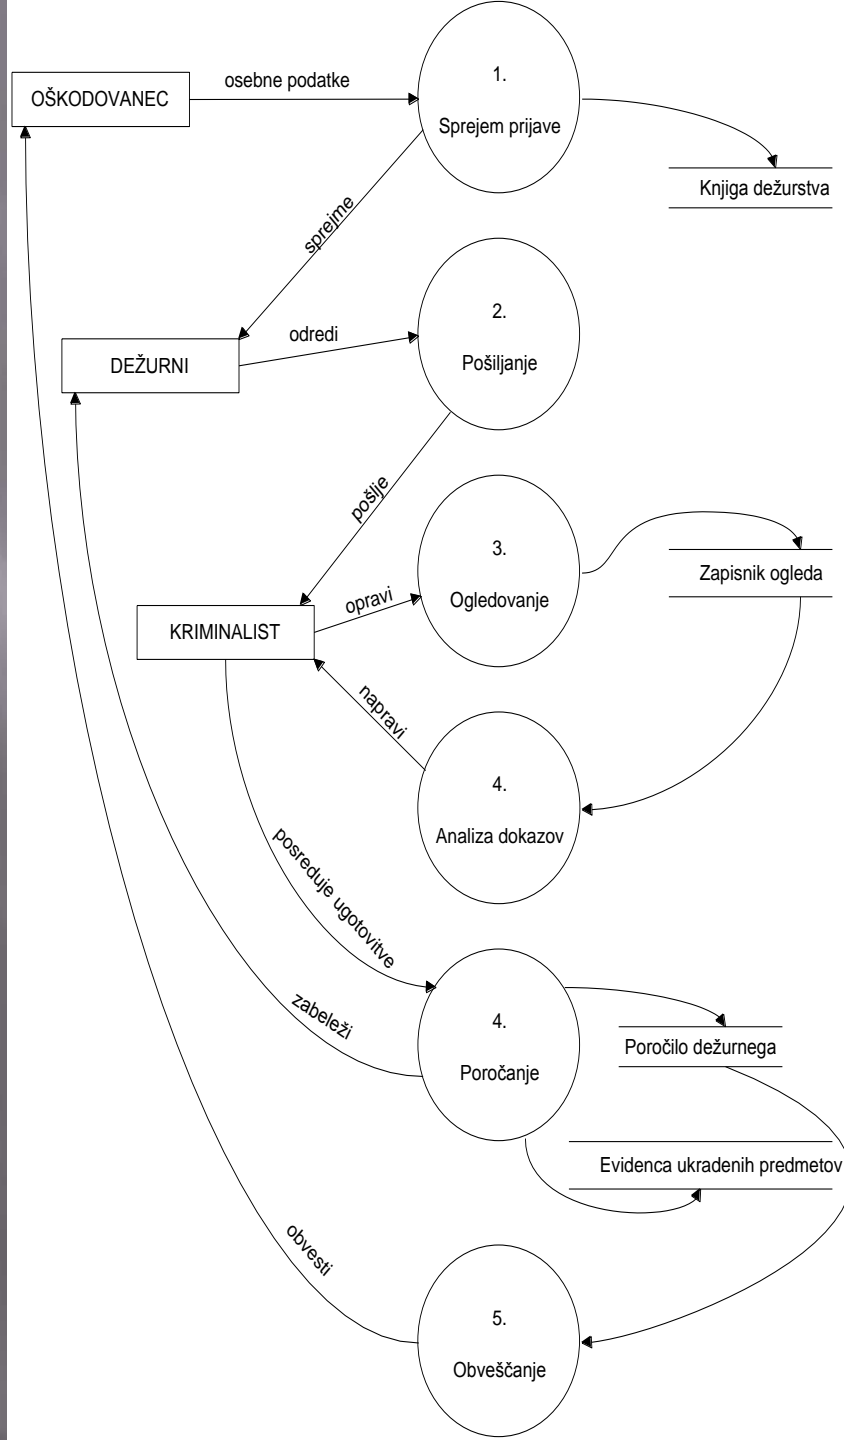 OŠKODOVANEC
osebne podatke
1.
Sprejem prijave
Knjiga dežurstva
sprejme
DEŽURNI
odredi
2.
Pošiljanje
pošlje
KRIMINALIST
opravi
3.
Ogledovanje
Zapisnik ogleda
napravi
4.
Analiza dokazov
posreduje ugotovitve
zabeleži
4.
Poročanje
Poročilo dežurnega
Evidenca ukradenih predmetov
obvesti
5.
Obveščanje